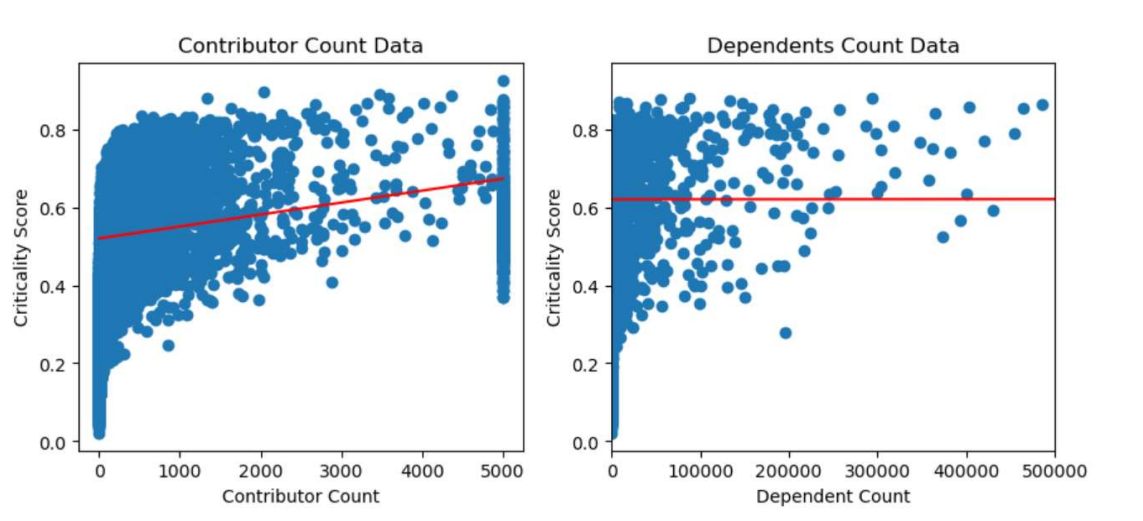 Contributor Count Data
Criticality Score
0.8
0.6
0.4
0.2
0.0
0 1000 2000 3000 4000 5000
Contributor Count
Dependents Count Data
Criticality Score
0.8
0.6
0.4
0.2
0.0
0 100000 200000 300000 400000 500000
Dependent Count